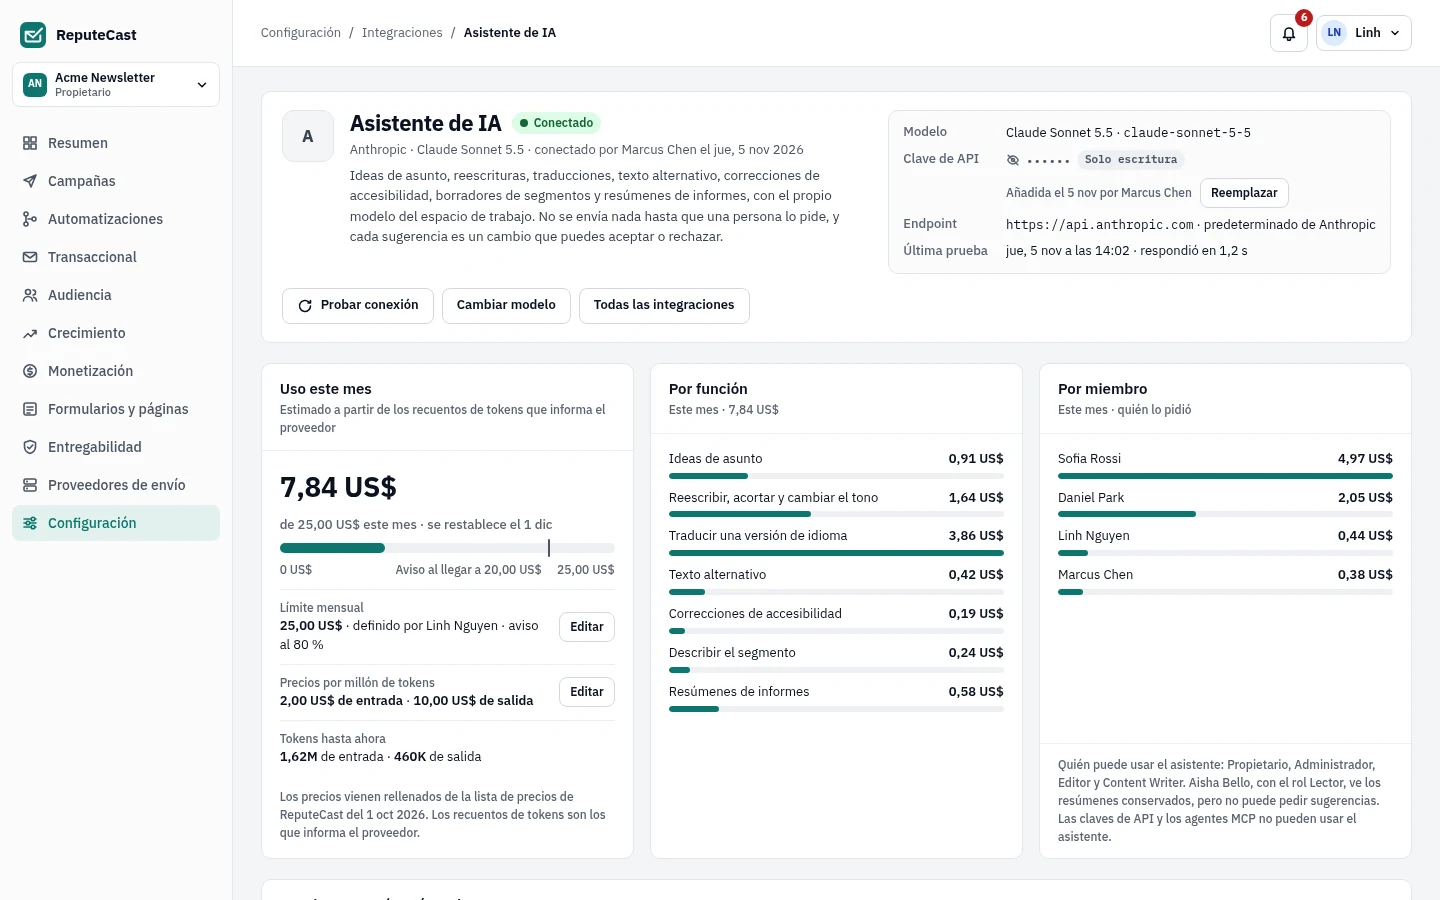 ReputeCast
AN
Acme Newsletter
Propietario
Resumen
Campañas
Automatizaciones
Transaccional
Audiencia
Crecimiento
Monetización
Formularios y páginas
Entregabilidad
Proveedores de envío
Configuración
Configuración / Integraciones / Asistente de IA
6
LN
Linh
A
Asistente de IA
Conectado
Anthropic · Claude Sonnet 5.5 · conectado por Marcus Chen el jue, 5 nov 2026
Ideas de asunto, reescrituras, traducciones, texto alternativo, correcciones de
accesibilidad, borradores de segmentos y resúmenes de informes, con el propio
modelo del espacio de trabajo. No se envía nada hasta que una persona lo pide, y
cada sugerencia es un cambio que puedes aceptar o rechazar.
Modelo
Claude Sonnet 5.5 · claude-sonnet-5-5
Clave de API
•••••• Solo escritura
Añadida el 5 nov por Marcus Chen
Reemplazar
Endpoint
https://api.anthropic.com · predeterminado de Anthropic
Última prueba
jue, 5 nov a las 14:02 · respondió en 1,2 s
Probar conexión
Cambiar modelo
Todas las integraciones
Uso este mes
Estimado a partir de los recuentos de tokens que informa el
proveedor
7,84 US$
de 25,00 US$ este mes · se restablece el 1 dic
0 US$
Aviso al llegar a 20,00 US$
25,00 US$
Límite mensual
25,00 US$ · definido por Linh Nguyen · aviso
al 80 %
Editar
Precios por millón de tokens
2,00 US$ de entrada · 10,00 US$ de salida
Editar
Tokens hasta ahora
1,62M de entrada · 460K de salida
Los precios vienen rellenados de la lista de precios de
ReputeCast del 1 oct 2026. Los recuentos de tokens son los
que informa el proveedor.
Por función
Este mes · 7,84 US$
Ideas de asunto 0,91 US$
Reescribir, acortar y cambiar el tono 1,64 US$
Traducir una versión de idioma 3,86 US$
Texto alternativo 0,42 US$
Correcciones de accesibilidad 0,19 US$
Describir el segmento 0,24 US$
Resúmenes de informes 0,58 US$
Por miembro
Este mes · quién lo pidió
Sofia Rossi 4,97 US$
Daniel Park 2,05 US$
Linh Nguyen 0,44 US$
Marcus Chen 0,38 US$
Quién puede usar el asistente: Propietario, Administrador,
Editor y Content Writer. Aisha Bello, con el rol Lector, ve los
resúmenes conservados, pero no puede pedir sugerencias.
Las claves de API y los agentes MCP no pueden usar el
asistente.